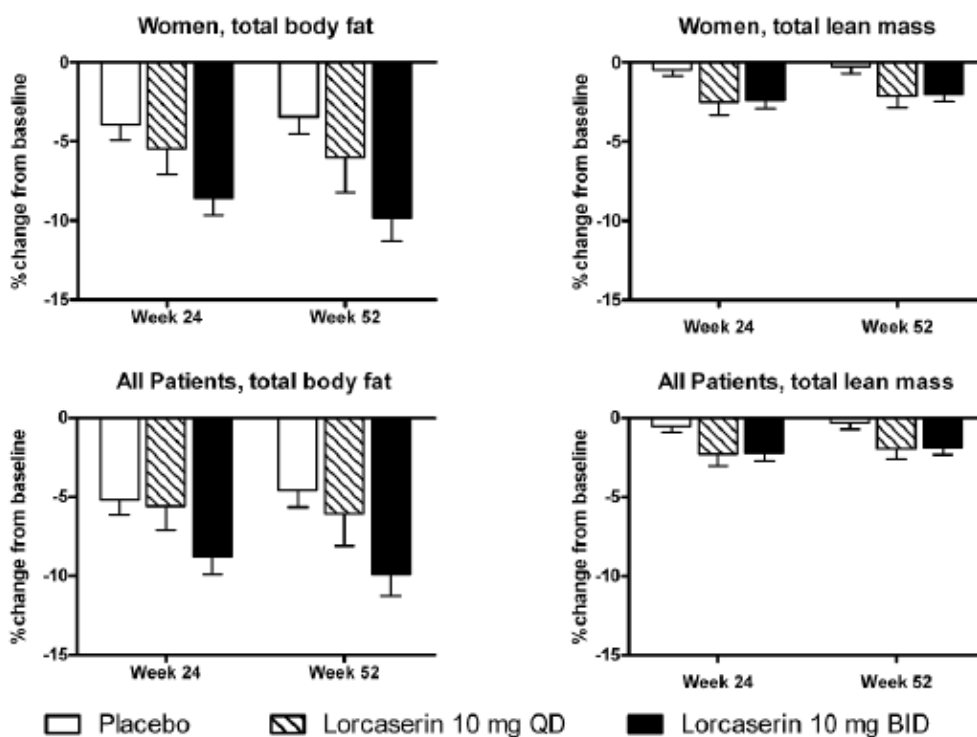 Women, total body fat
% change from baseline
0
-5
-10
-15
Week 24 Week 52
Women, total lean mass
% change from baseline
0
-5
-10
-15
Week 24 Week 52
All Patients, total body fat
% change from baseline
0
-5
-10
-15
Week 24 Week 52
All Patients, total lean mass
% change from baseline
0
-5
-10
-15
Week 24 Week 52
Placebo Lorcaserin 10 mg QD Lorcaserin 10 mg BID